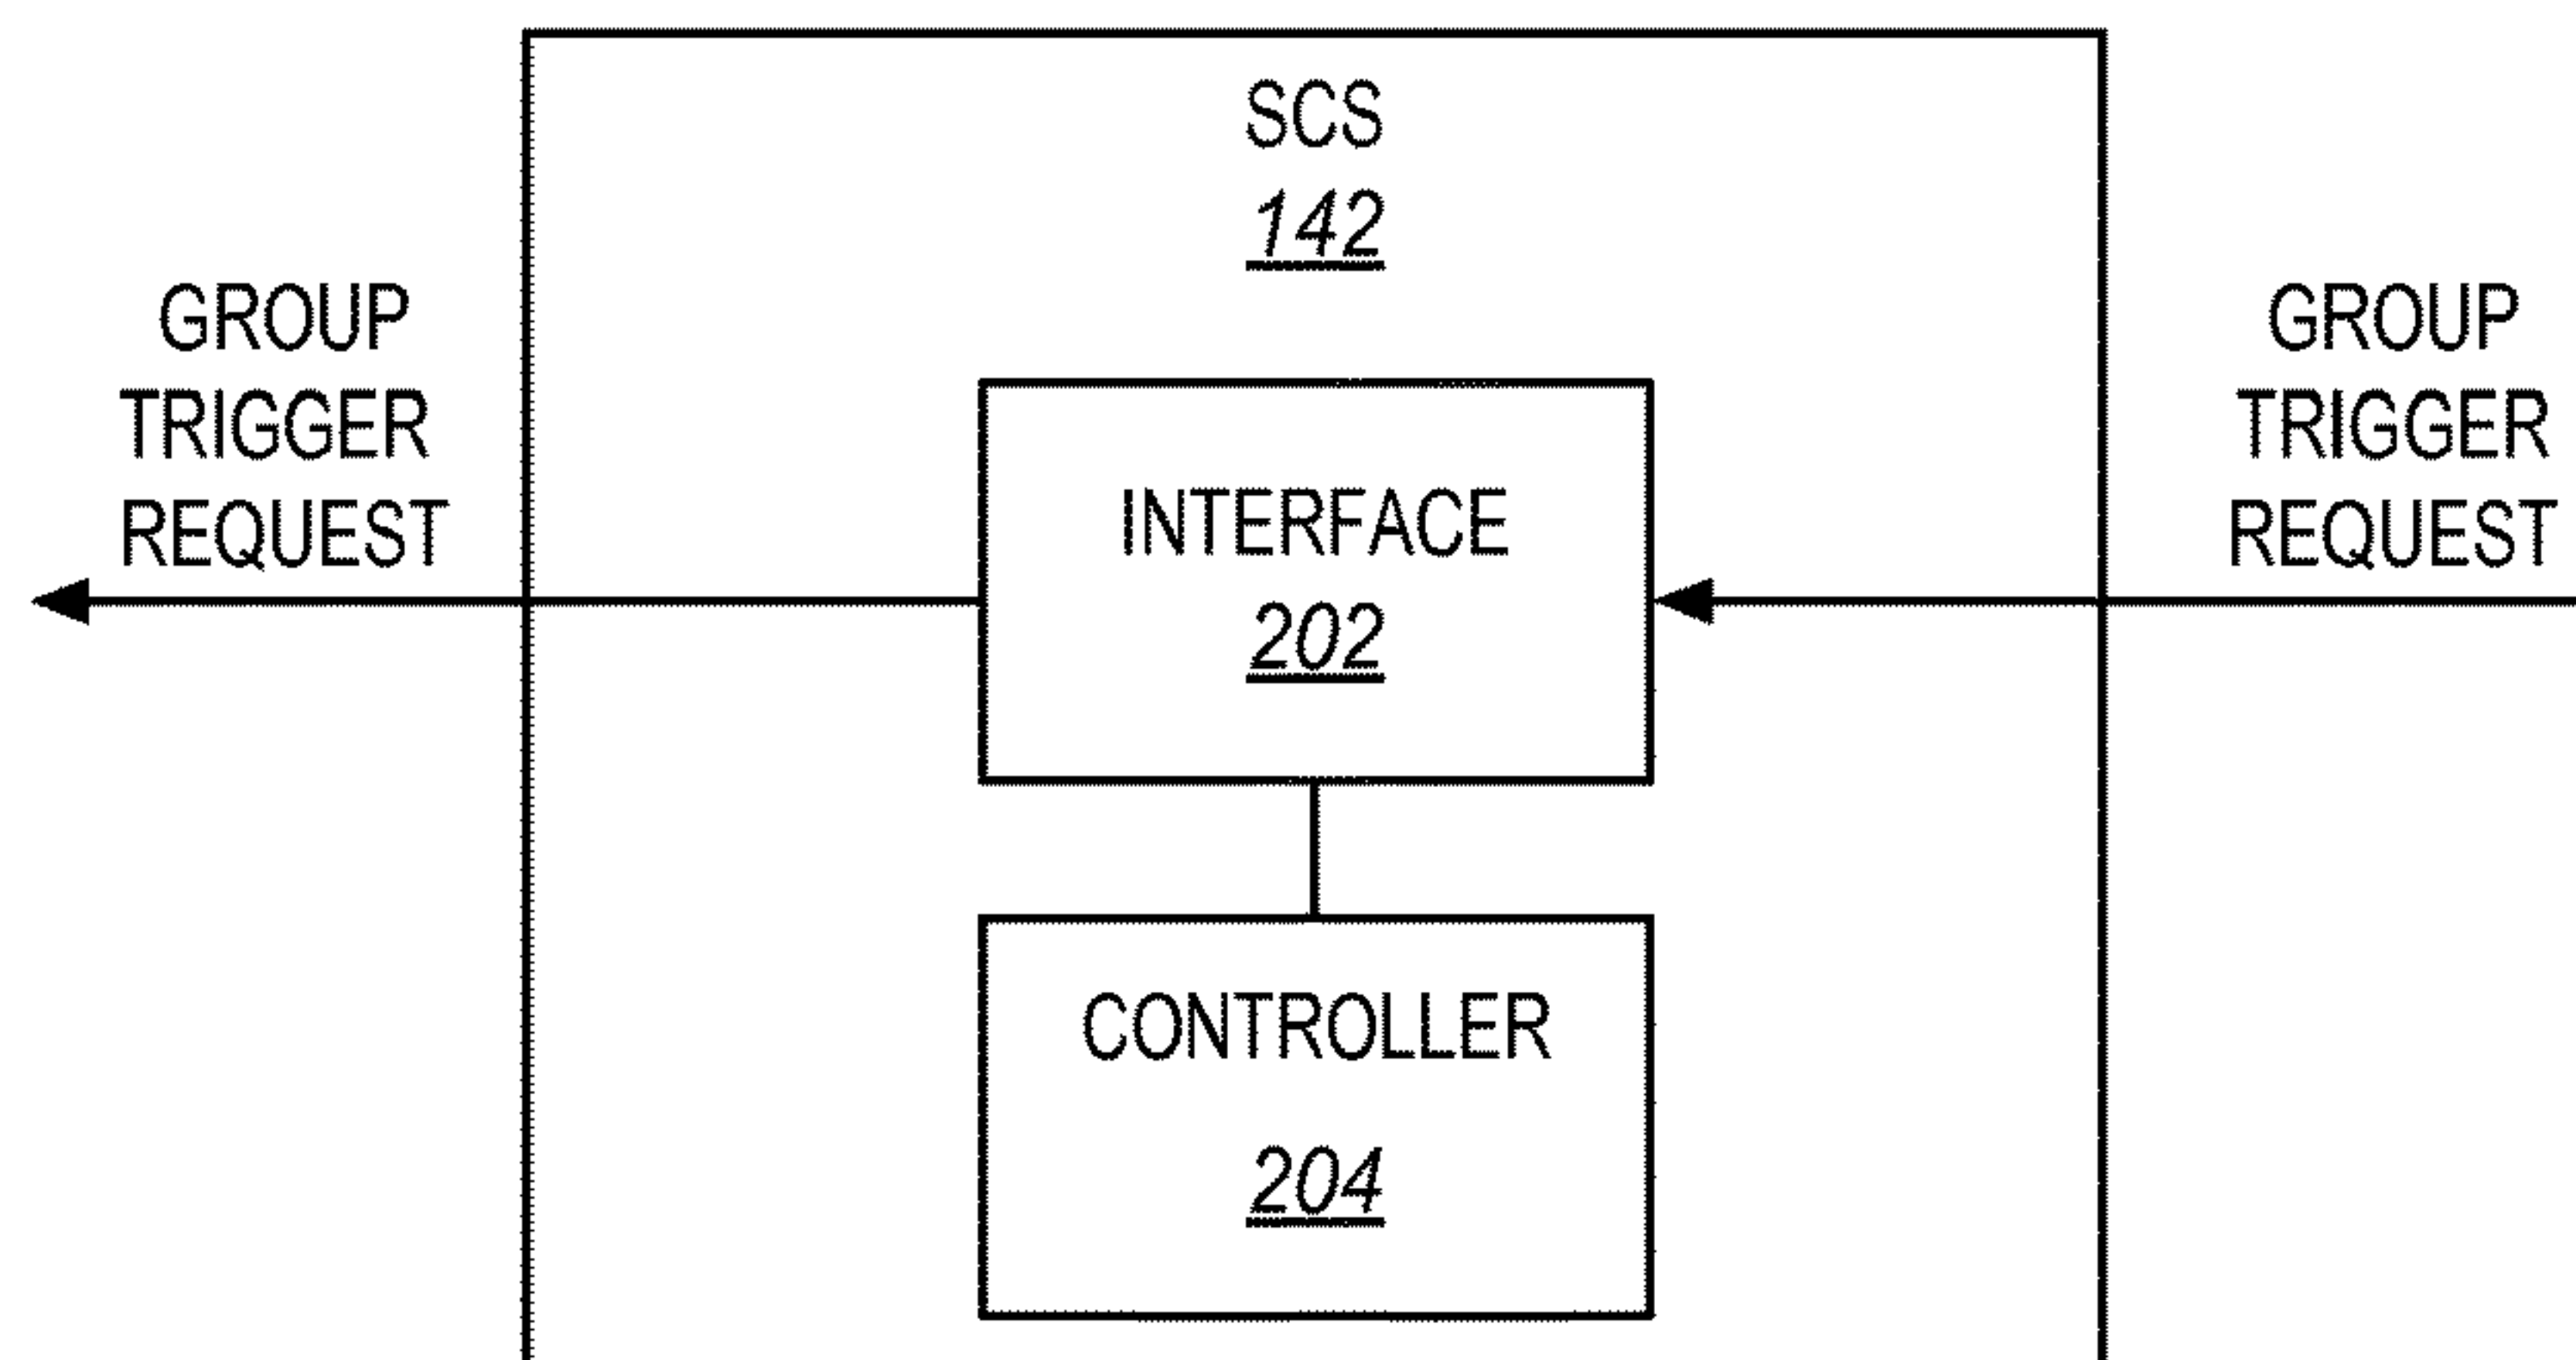 SCS
142
GROUP
TRIGGER
REQUEST
INTERFACE
202
GROUP
TRIGGER
REQUEST
CONTROLLER
204